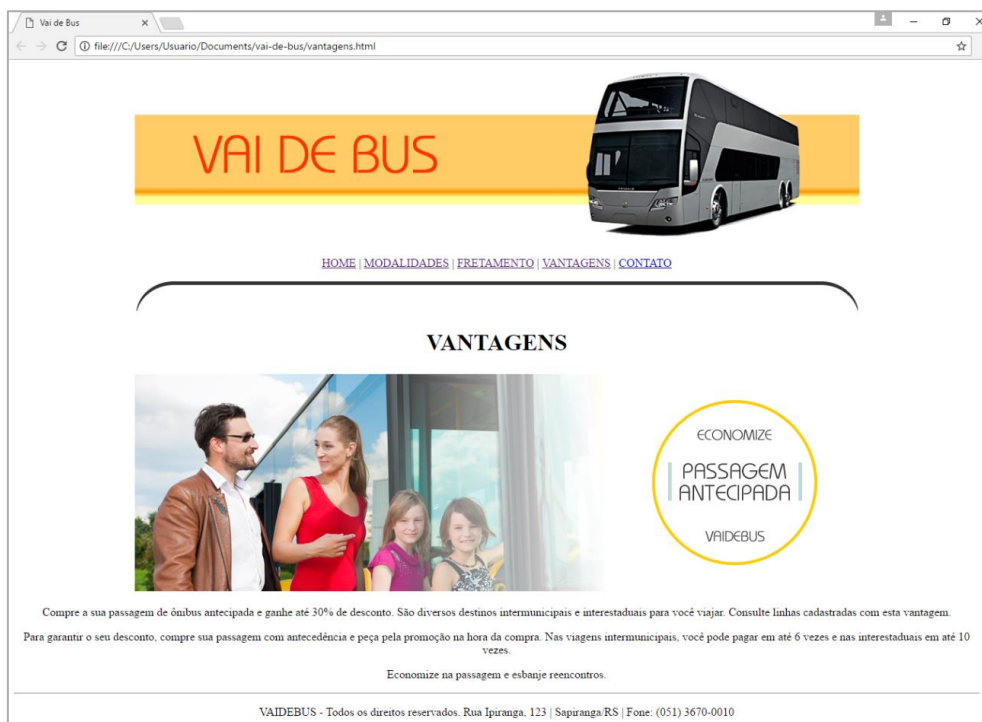 Vai de Bus
file:///C:/Users/Usuario/Documents/vai-de-bus/vantagens.html
VAI DE BUS
HOME | MODALIDADES | FRETAMENTO | VANTAGENS | CONTATO
VANTAGENS
ECONOMIZE
PASSAGEM
ANTECIPADA
VAIDEBUS
Compre a sua passagem de ônibus antecipada e ganhe até 30% de desconto. São diversos destinos intermunicipais e interestaduais para você viajar. Consulte linhas cadastradas com esta vantagem.
Para garantir o seu desconto, compre sua passagem com antecedência e peça pela promoção na hora da compra. Nas viagens intermunicipais, você pode pagar em até 6 vezes e nas interestaduais em até 10
vezes.
Economize na passagem e esbanje reencontros.
VAIDEBUS - Todos os direitos reservados. Rua Ipiranga, 123 | Sapiranga/RS | Fone: (051) 3670-0010